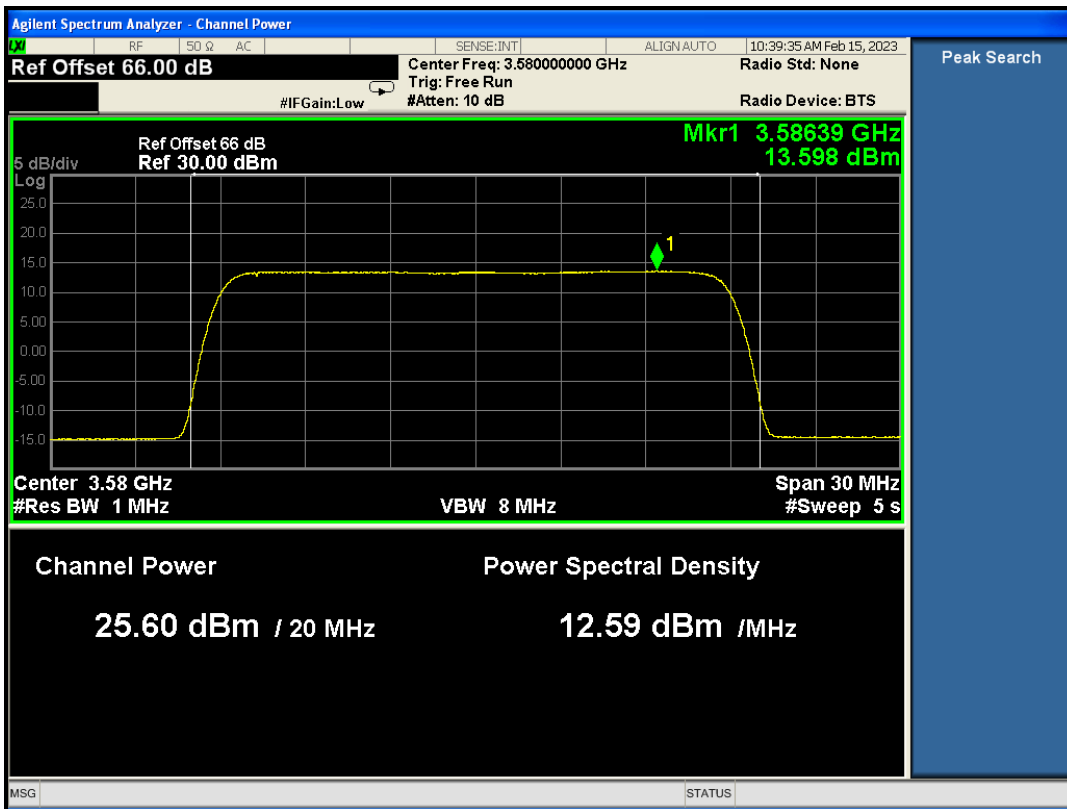 Agilent Spectrum Analyzer - Channel Power
LXI RF 50 Ω AC SENSE:INT ALIGN AUTO 10:39:35 AM Feb 15, 2023
Ref Offset 66.00 dB Center Freq: 3.580000000 GHz Radio Std: None
Trig: Free Run
#IFGain:Low #Atten: 10 dB Radio Device: BTS
Peak Search
Mkr1 3.58639 GHz
13.598 dBm
Ref Offset 66 dB
5 dB/div Ref 30.00 dBm
Log
25.0
20.0
1
15.0
10.0
5.00
0.00
-5.00
-10.0
-15.0
Center 3.58 GHz Span 30 MHz
#Res BW 1 MHz VBW 8 MHz #Sweep 5 s
Channel Power Power Spectral Density
25.60 dBm / 20 MHz 12.59 dBm /MHz
MSG STATUS